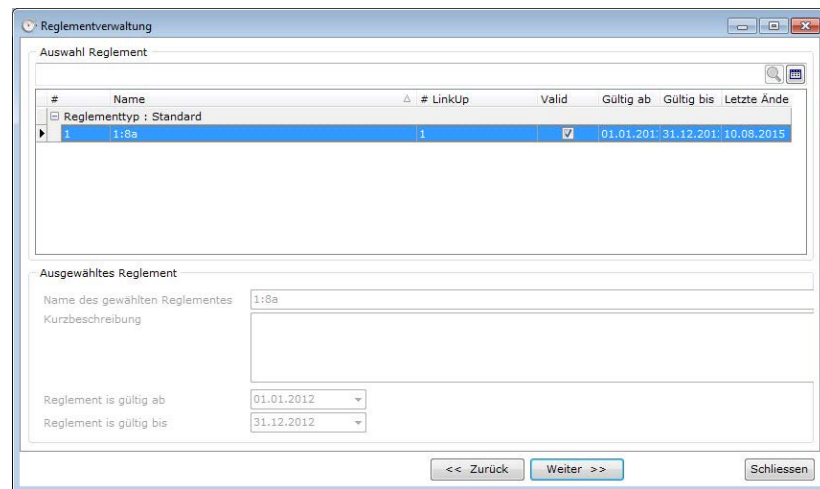 Reglementverwaltung
Auswahl Reglement
# Name # LinkUp Valid Gültig ab Gültig bis Letzte Ände
Reglementtyp : Standard
1 1:8a 1 01.01.201 31.12.201 10.08.2015
Ausgewähltes Reglement
Name des gewählten Reglementes 1:8a
Kurzbeschreibung
Reglement is gültig ab 01.01.2012
Reglement is gültig bis 31.12.2012
<< Zurück Weiter >> Schliessen